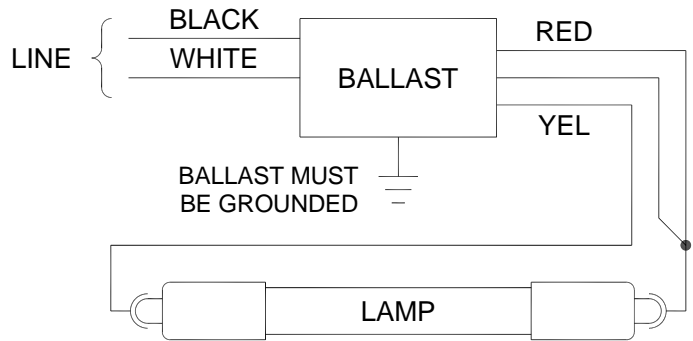 BLACK
RED
LINE
WHITE
BALLAST
YEL
BALLAST MUST
BE GROUNDED
LAMP